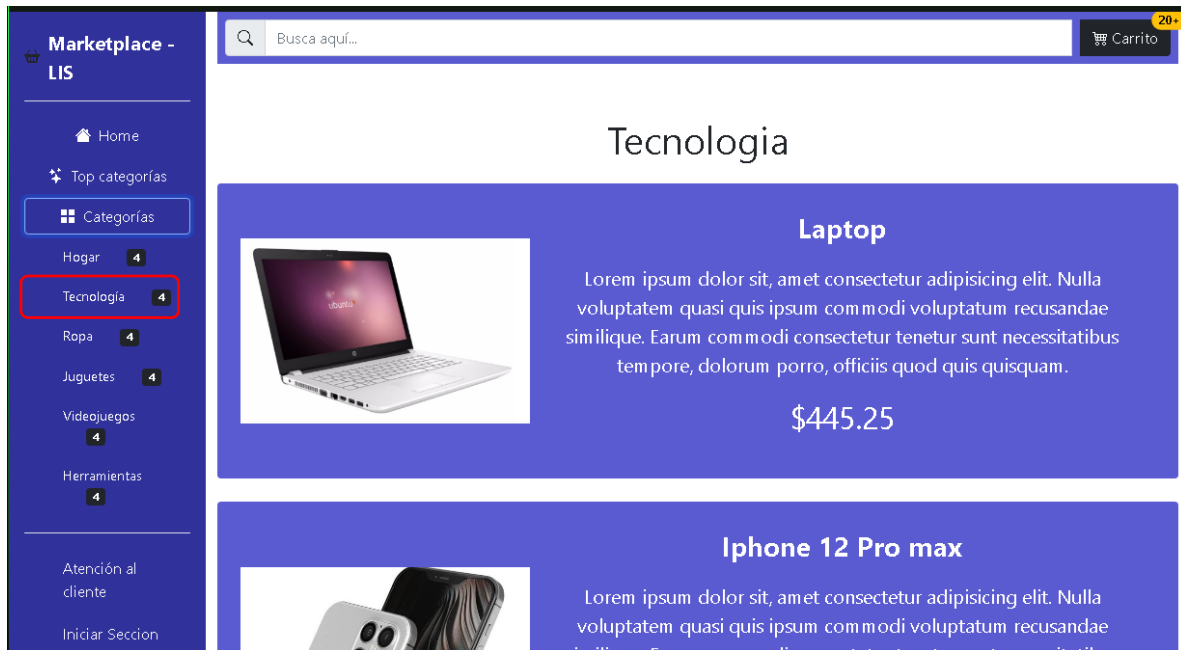 Marketplace -
LIS
Home
Top categorías
Categorías
Hogar 4
Tecnología 4
Ropa 4
Juguetes 4
Videojuegos
4
Herramientas
4
Atención al
cliente
Iniciar Seccion
Busca aquí...
Carrito
20+
Tecnologia
ubuntu
Laptop
Lorem ipsum dolor sit, amet consectetur adipisicing elit. Nulla
voluptatem quasi quis ipsum commodi voluptatum recusandae
similique. Earum commodi consectetur tenetur sunt necessitatibus
tempore, dolorum porro, officiis quod quis quisquam.
$445.25
Iphone 12 Pro max
Lorem ipsum dolor sit, amet consectetur adipisicing elit. Nulla
voluptatem quasi quis ipsum commodi voluptatum recusandae